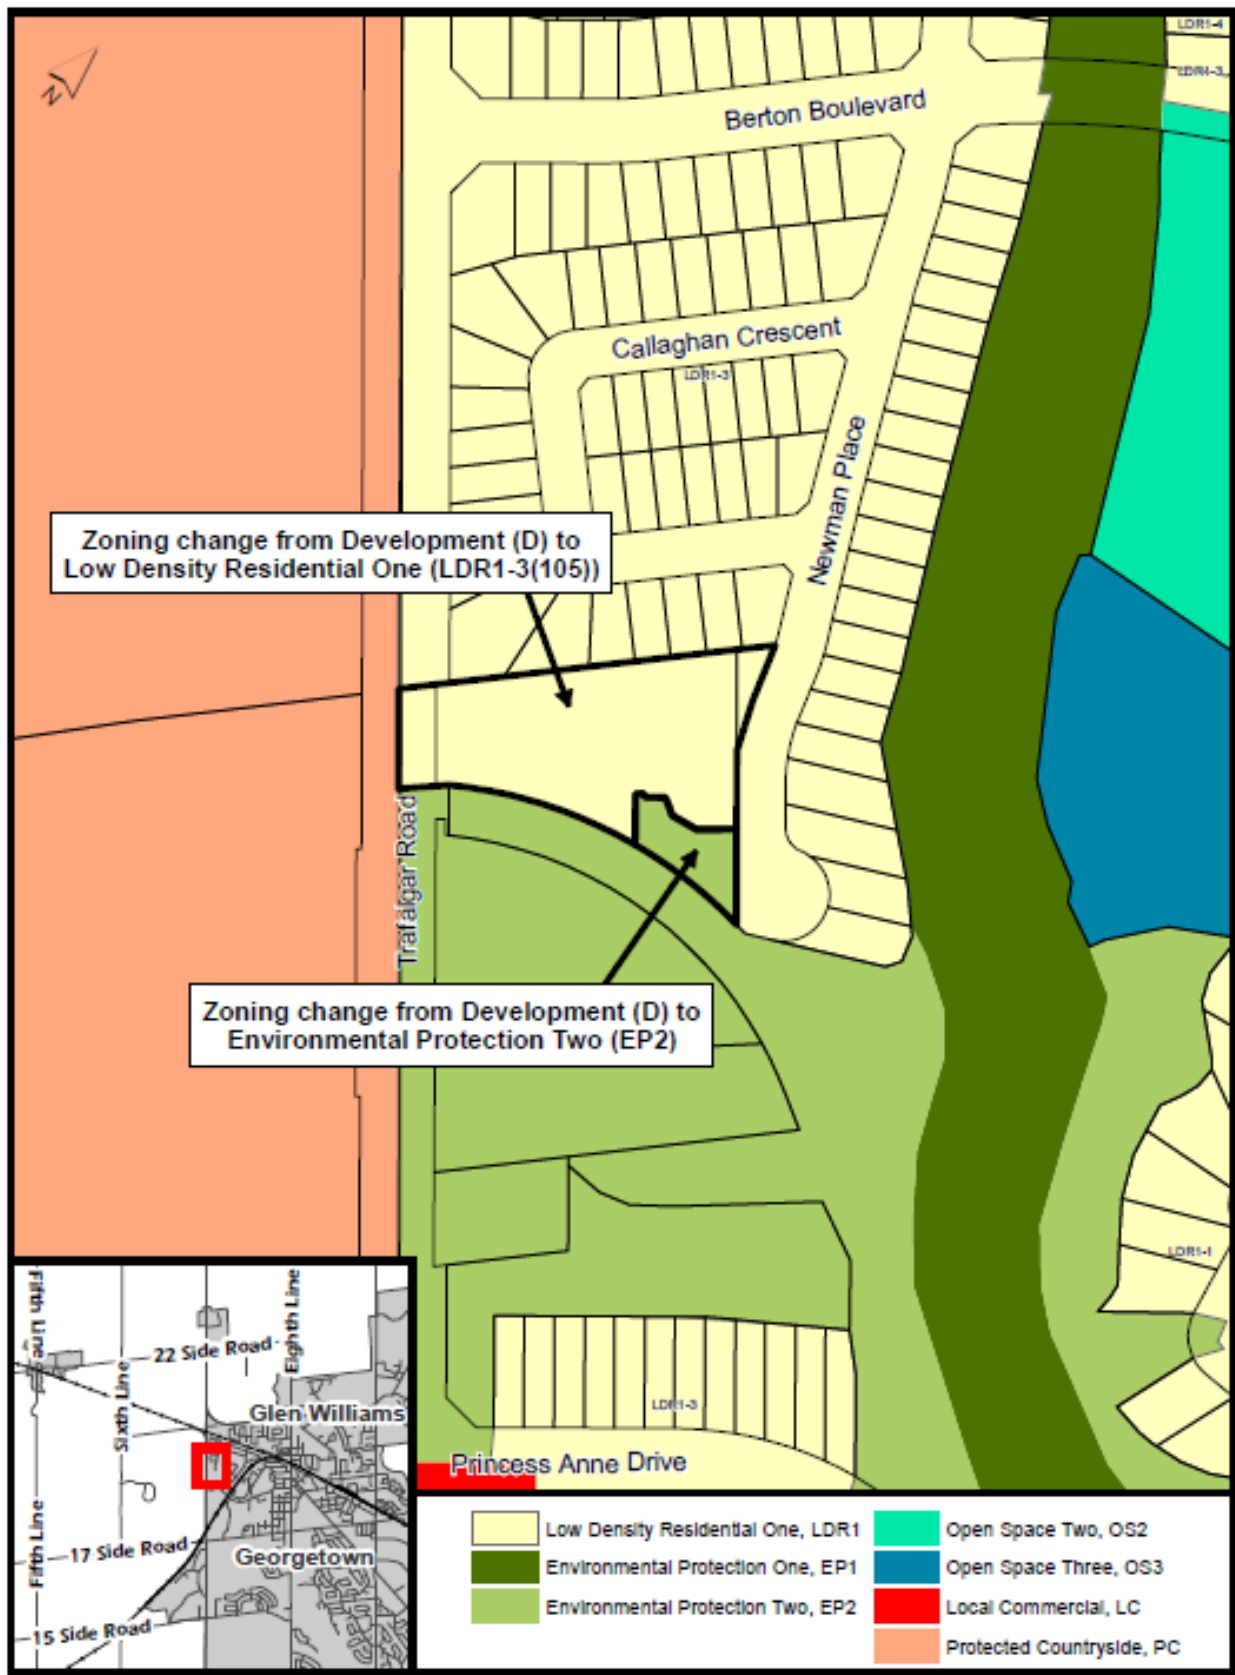 LDR1-4
N
LDR1-3
Berton Boulevard
Callaghan Crescent
LDR1-3
Newman Place
Zoning change from Development (D) to
Low Density Residential One (LDR1-3(105))
Trafalgar Road
Zoning change from Development (D) to
Environmental Protection Two (EP2)
LDR1-1
LDR1-3
Princess Anne Drive
Fifth Line
Eighth Line
22 Side Road
Sixth Line
Glen Williams
Fifth Line
17 Side Road
Georgetown
15 Side Road
Low Density Residential One, LDR1
Environmental Protection One, EP1
Environmental Protection Two, EP2
Open Space Two, OS2
Open Space Three, OS3
Local Commercial, LC
Protected Countryside, PC